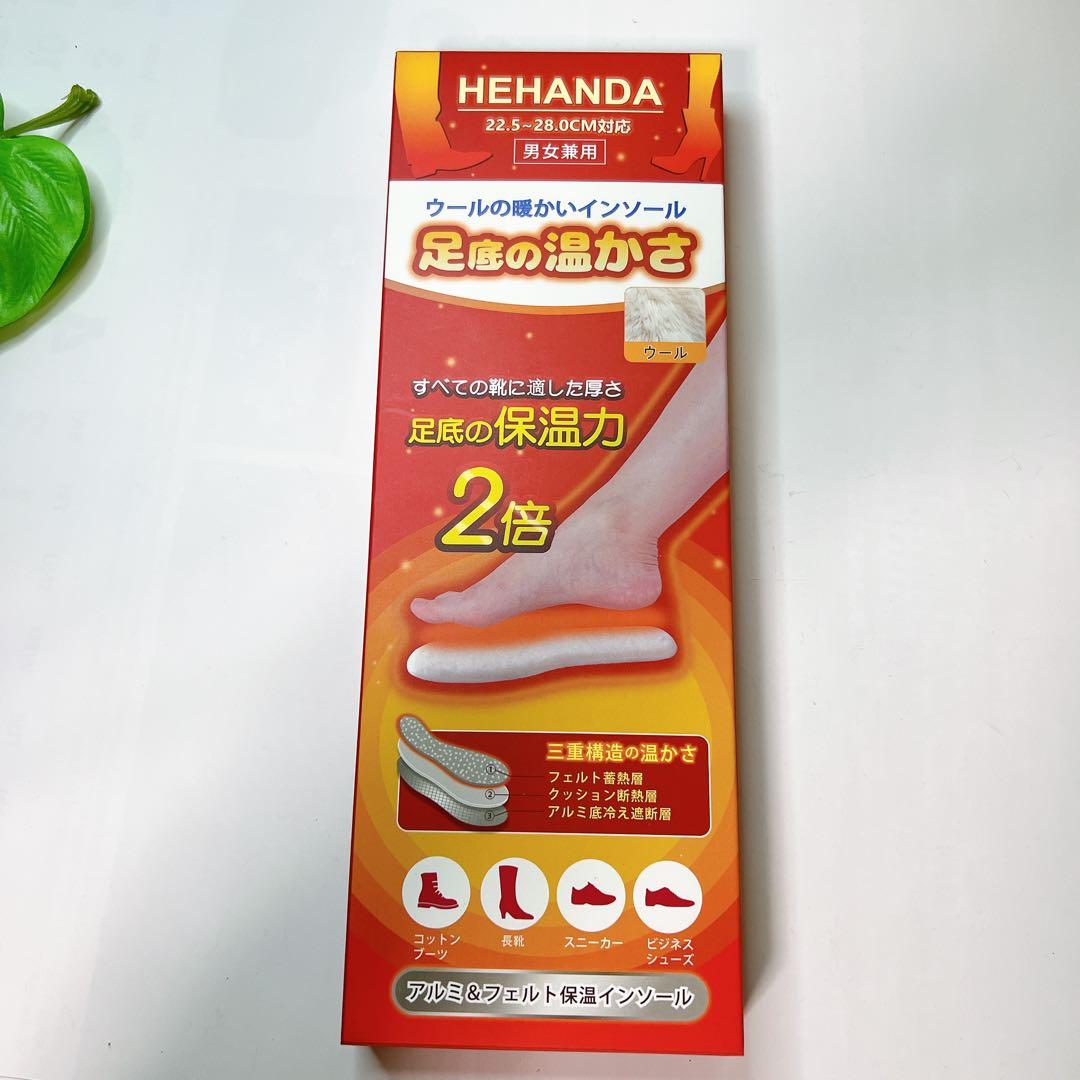 HEHANDA
22.5~28.0CM対応
男女兼用
ウールの暖かいインソール
足底の温かさ
ウール
すべての靴に適した厚さ
足底の保温力
2倍
三重構造の温かさ
① フェルト蓄熱層
② クッション断熱層
③ アルミ底冷え遮断層
コットン
ブーツ
長靴
スニーカー
ビジネス
シューズ
アルミ&フェルト保温インソール